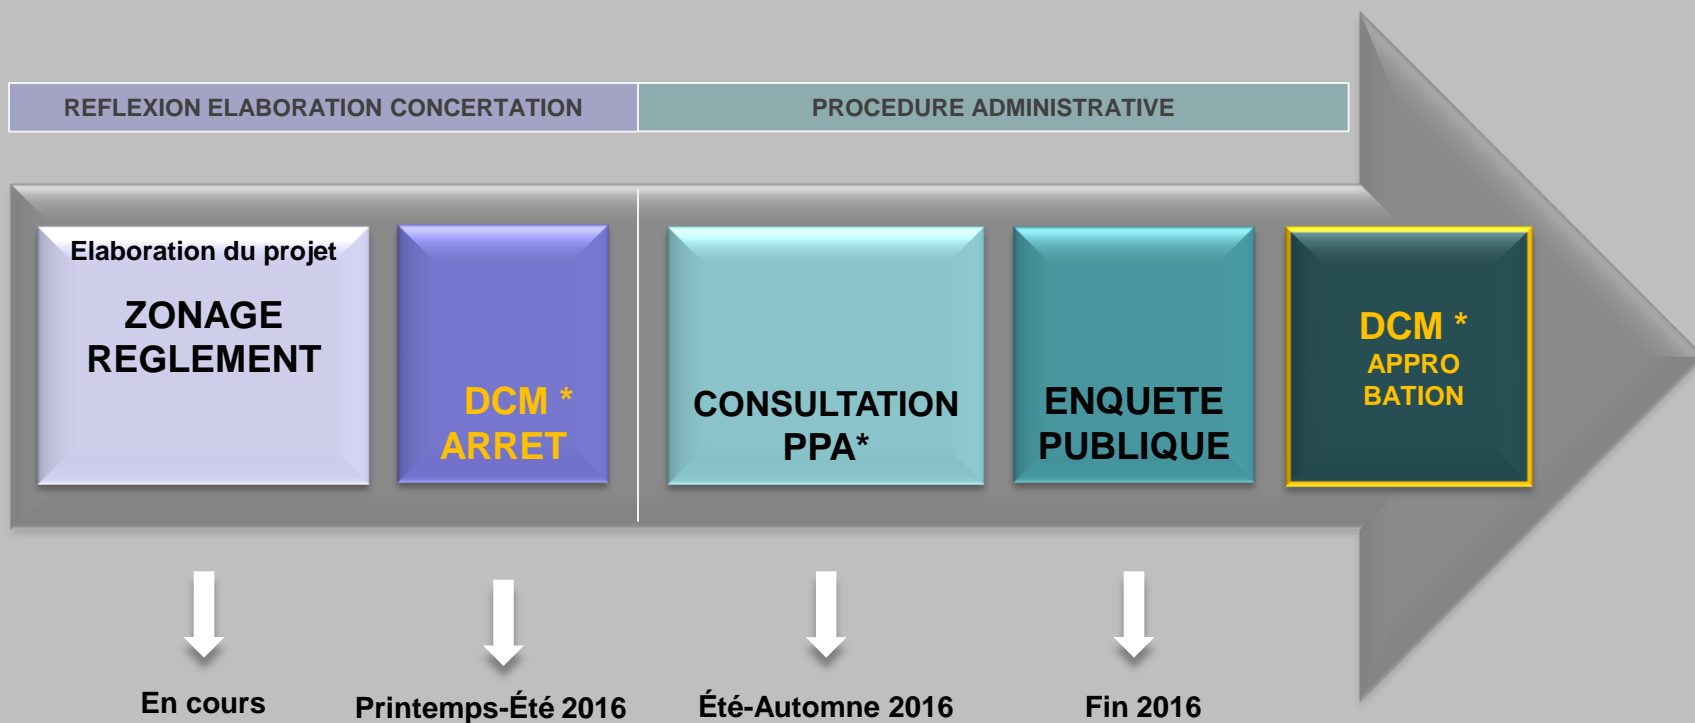 REFLEXION ELABORATION CONCERTATION
PROCEDURE ADMINISTRATIVE
Elaboration du projet
ZONAGE
REGLEMENT
DCM *
ARRET
CONSULTATION
PPA*
ENQUETE
PUBLIQUE
DCM *
APPRO
BATION
En cours
Printemps-Été 2016
Été-Automne 2016
Fin 2016